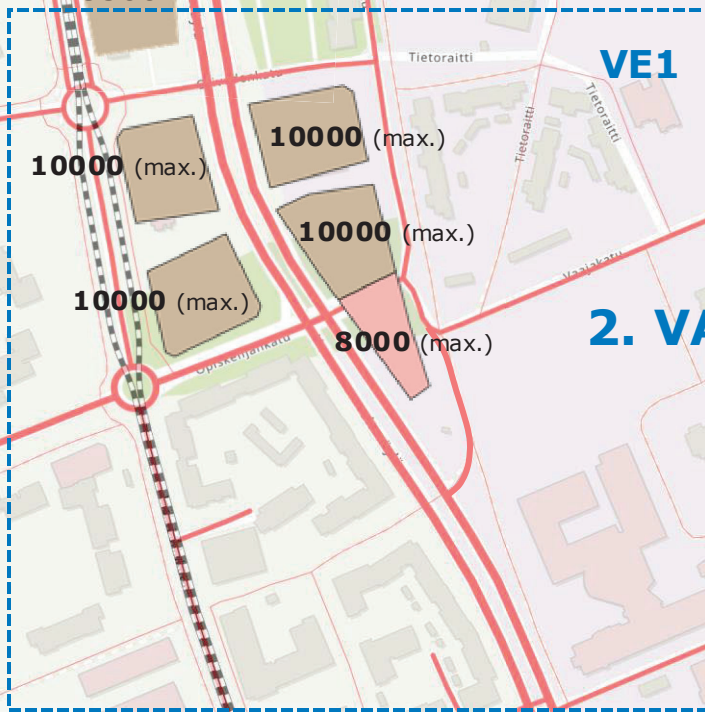 Tietoraitti
VE1
Tietoraitti
Tietoraitti
10000 (max.)
10000 (max.)
10000 (max.)
Vaajakatu
10000 (max.)
2. VA
8000 (max.)
Opiskelijankatu